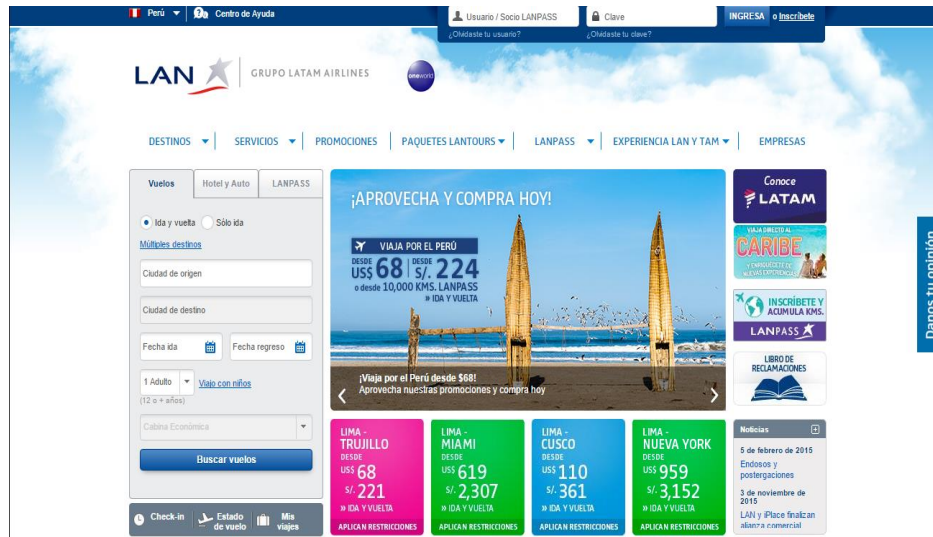 Perú
Centro de Ayuda
Usuario / Socio LANPASS
Clave
INGRESA o Inscríbete
¿Olvidaste tu usuario?
¿Olvidaste tu clave?
LAN
GRUPO LATAM AIRLINES
oneworld
DESTINOS
SERVICIOS
PROMOCIONES
PAQUETES LANTOURS
LANPASS
EXPERIENCIA LAN Y TAM
EMPRESAS
Vuelos
Hotel y Auto
LANPASS
Ida y vuelta
Sólo ida
Múltiples destinos
Ciudad de origen
Ciudad de destino
Fecha ida
Fecha regreso
1 Adulto
Viajo con niños
(12 o + años)
Cabina Económica
Buscar vuelos
Check-in
Estado
de vuelo
Mis
viajes
¡APROVECHA Y COMPRA HOY!
VIAJA POR EL PERÚ
DESDE US$ 68 DESDE S/. 224
o desde 10,000 KMS. LANPASS
» IDA Y VUELTA
¡Viaja por el Perú desde $68!
Aprovecha nuestras promociones y compra hoy
LIMA -
TRUJILLO
DESDE
US$ 68
S/. 221
» IDA Y VUELTA
APLICAN RESTRICCIONES
LIMA -
MIAMI
DESDE
US$ 619
S/. 2,307
» IDA Y VUELTA
APLICAN RESTRICCIONES
LIMA -
CUSCO
DESDE
US$ 110
S/. 361
» IDA Y VUELTA
APLICAN RESTRICCIONES
LIMA -
NUEVA YORK
DESDE
US$ 959
S/. 3,152
» IDA Y VUELTA
APLICAN RESTRICCIONES
Conoce
LATAM
VIAJA DIRECTO AL
CARIBE
Y ENRIQUÉCETE DE
NUEVAS EXPERIENCIAS
INSCRÍBETE Y
ACUMULA KMS.
LANPASS
LIBRO DE
RECLAMACIONES
Noticias
5 de febrero de 2015
Endosos y
postergaciones
3 de noviembre de
2015
LAN y iPlace finalizan
alianza comercial
Danos tu opinión